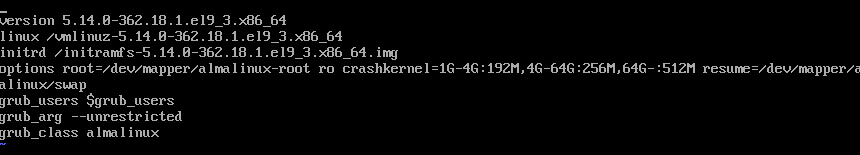 version 5.14.0-362.18.1.el9_3.x86_64
linux /vmlinuz-5.14.0-362.18.1.el9_3.x86_64
initrd /initramfs-5.14.0-362.18.1.el9_3.x86_64.img
options root=/dev/mapper/almalinux-root ro crashkernel=1G-4G:192M,4G-64G:256M,64G-:512M resume=/dev/mapper/a
almalinux/swap
grub_users $grub_users
grub_arg --unrestricted
grub_class almalinux
~